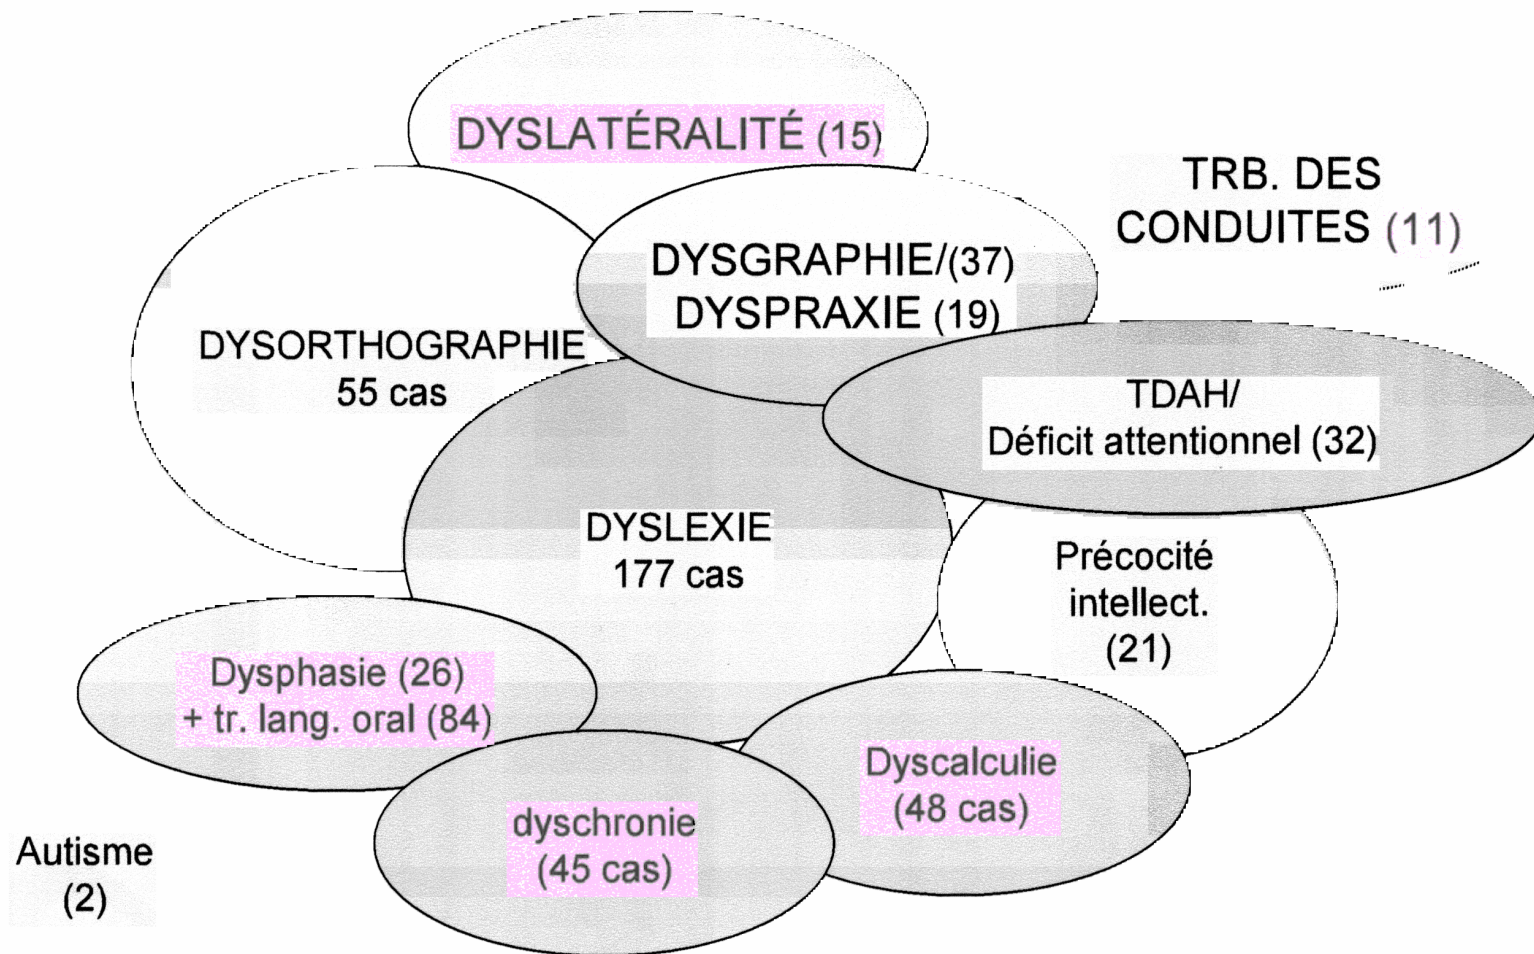 DYSLATÉRALITÉ (15)
TRB. DES
CONDUITES (11)
DYSGRAPHIE/(37)
DYSPRAXIE (19)
DYSORTHOGRAPHIE
55 cas
TDAH/
Déficit attentionnel (32)
DYSLEXIE
177 cas
Précocité
intellect.
(21)
Dysphasie (26)
+ tr. lang. oral (84)
Dyscalculie
(48 cas)
dyschronie
(45 cas)
Autisme
(2)